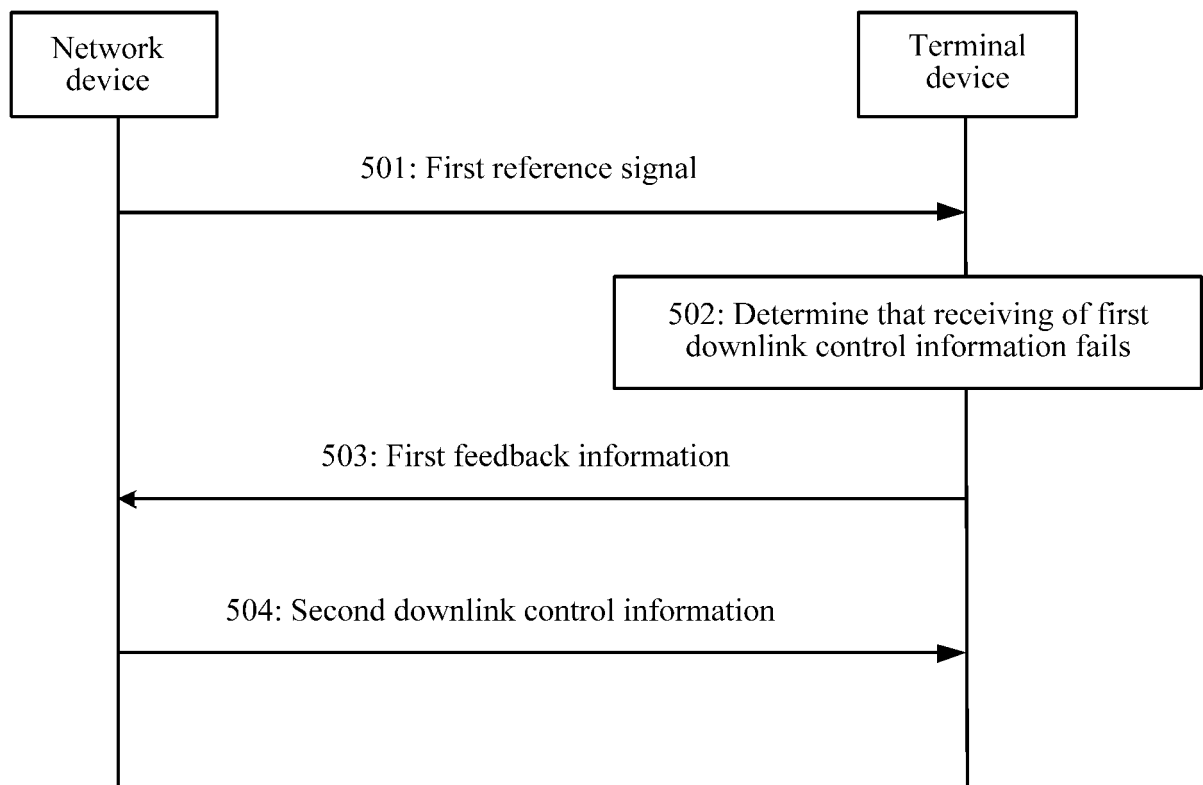 Network
device
Terminal
device
501: First reference signal
502: Determine that receiving of first
downlink control information fails
503: First feedback information
504: Second downlink control information